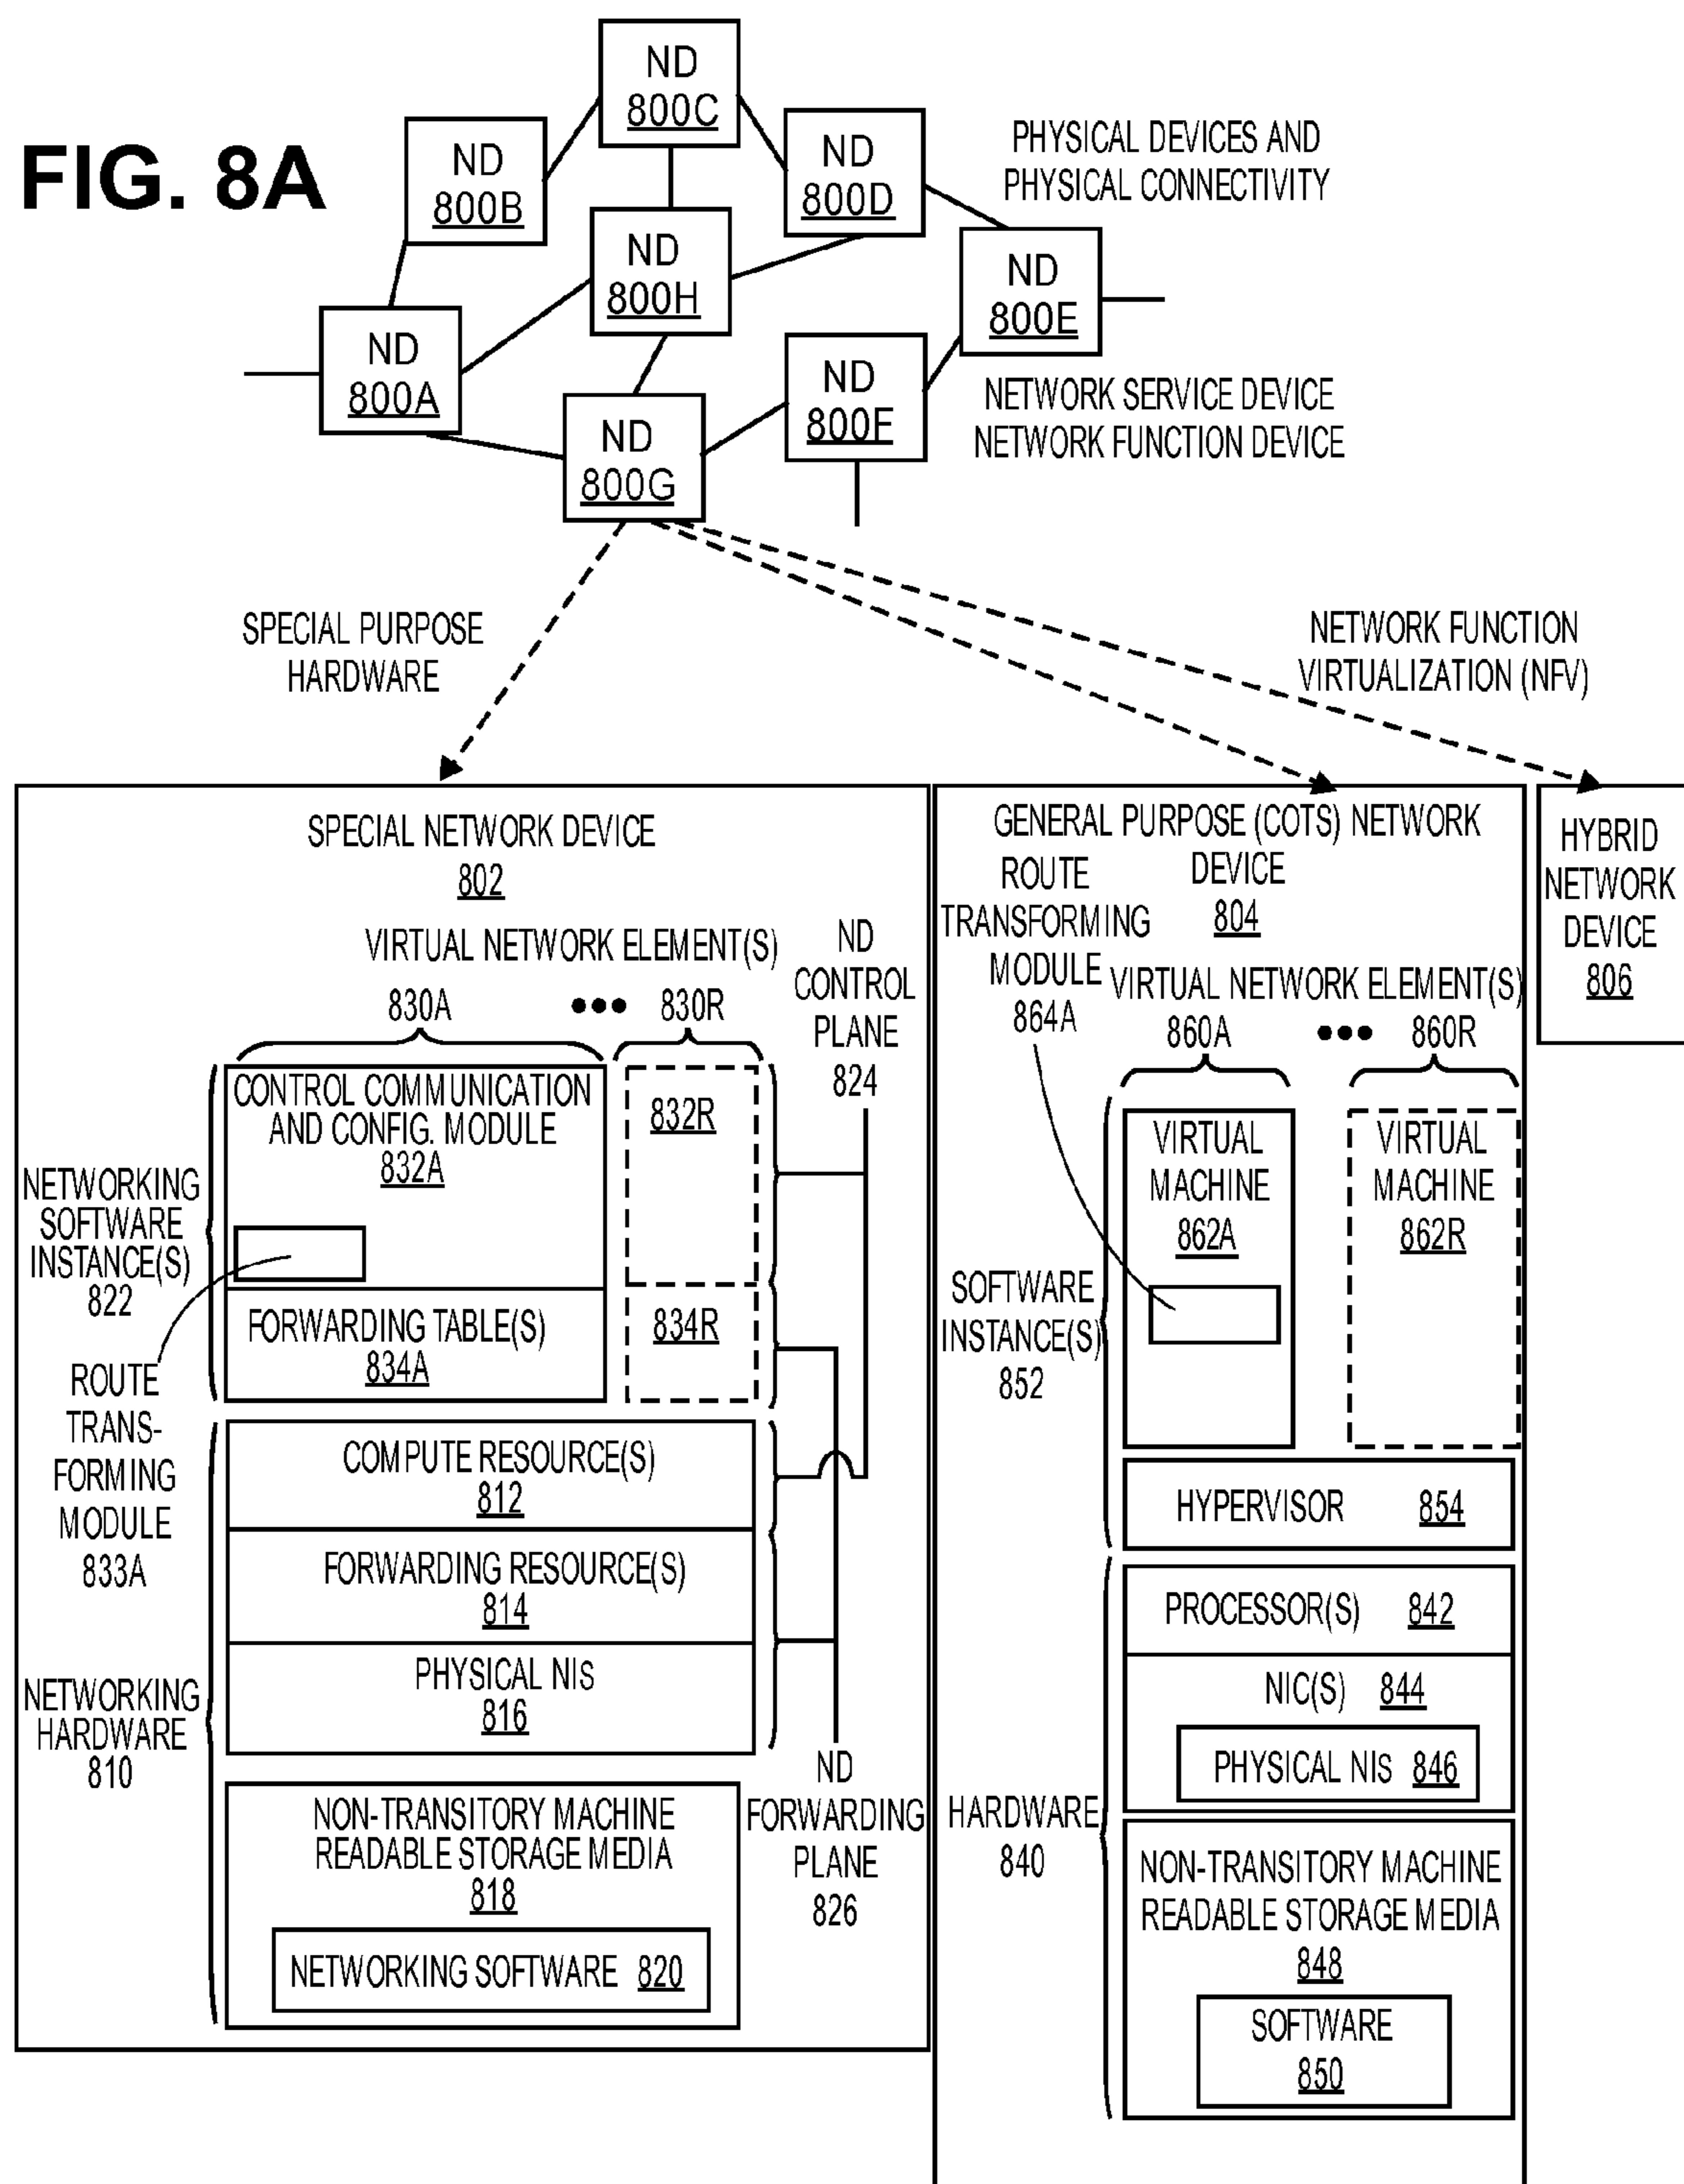 FIG. 8A
ND
800C
ND
800B
ND
800D
PHYSICAL DEVICES AND
PHYSICAL CONNECTIVITY
ND
800H
ND
800E
ND
800A
ND
800F
NETWORK SERVICE DEVICE
NETWORK FUNCTION DEVICE
ND
800G
SPECIAL PURPOSE
HARDWARE
NETWORK FUNCTION
VIRTUALIZATION (NFV)
SPECIAL NETWORK DEVICE
802
VIRTUAL NETWORK ELEMENT(S)
830A
••• 830R
ND
CONTROL
PLANE
824
CONTROL COMMUNICATION
AND CONFIG. MODULE
832A
832R
NETWORKING
SOFTWARE
INSTANCE(S)
822
FORWARDING TABLE(S)
834A
834R
ROUTE
TRANS-
FORMING
MODULE
833A
COMPUTE RESOURCE(S)
812
FORWARDING RESOURCE(S)
814
PHYSICAL NIS
816
NETWORKING
HARDWARE
810
NON-TRANSITORY MACHINE
READABLE STORAGE MEDIA
818
NETWORKING SOFTWARE 820
ND
FORWARDING
PLANE
826
GENERAL PURPOSE (COTS) NETWORK
DEVICE
804
ROUTE
TRANSFORMING
MODULE
864A
VIRTUAL NETWORK ELEMENT(S)
860A
••• 860R
VIRTUAL
MACHINE
862A
VIRTUAL
MACHINE
862R
SOFTWARE
INSTANCE(S)
852
HYPERVISOR 854
PROCESSOR(S) 842
NIC(S) 844
PHYSICAL NIS 846
HARDWARE
840
NON-TRANSITORY MACHINE
READABLE STORAGE MEDIA
848
SOFTWARE
850
HYBRID
NETWORK
DEVICE
806